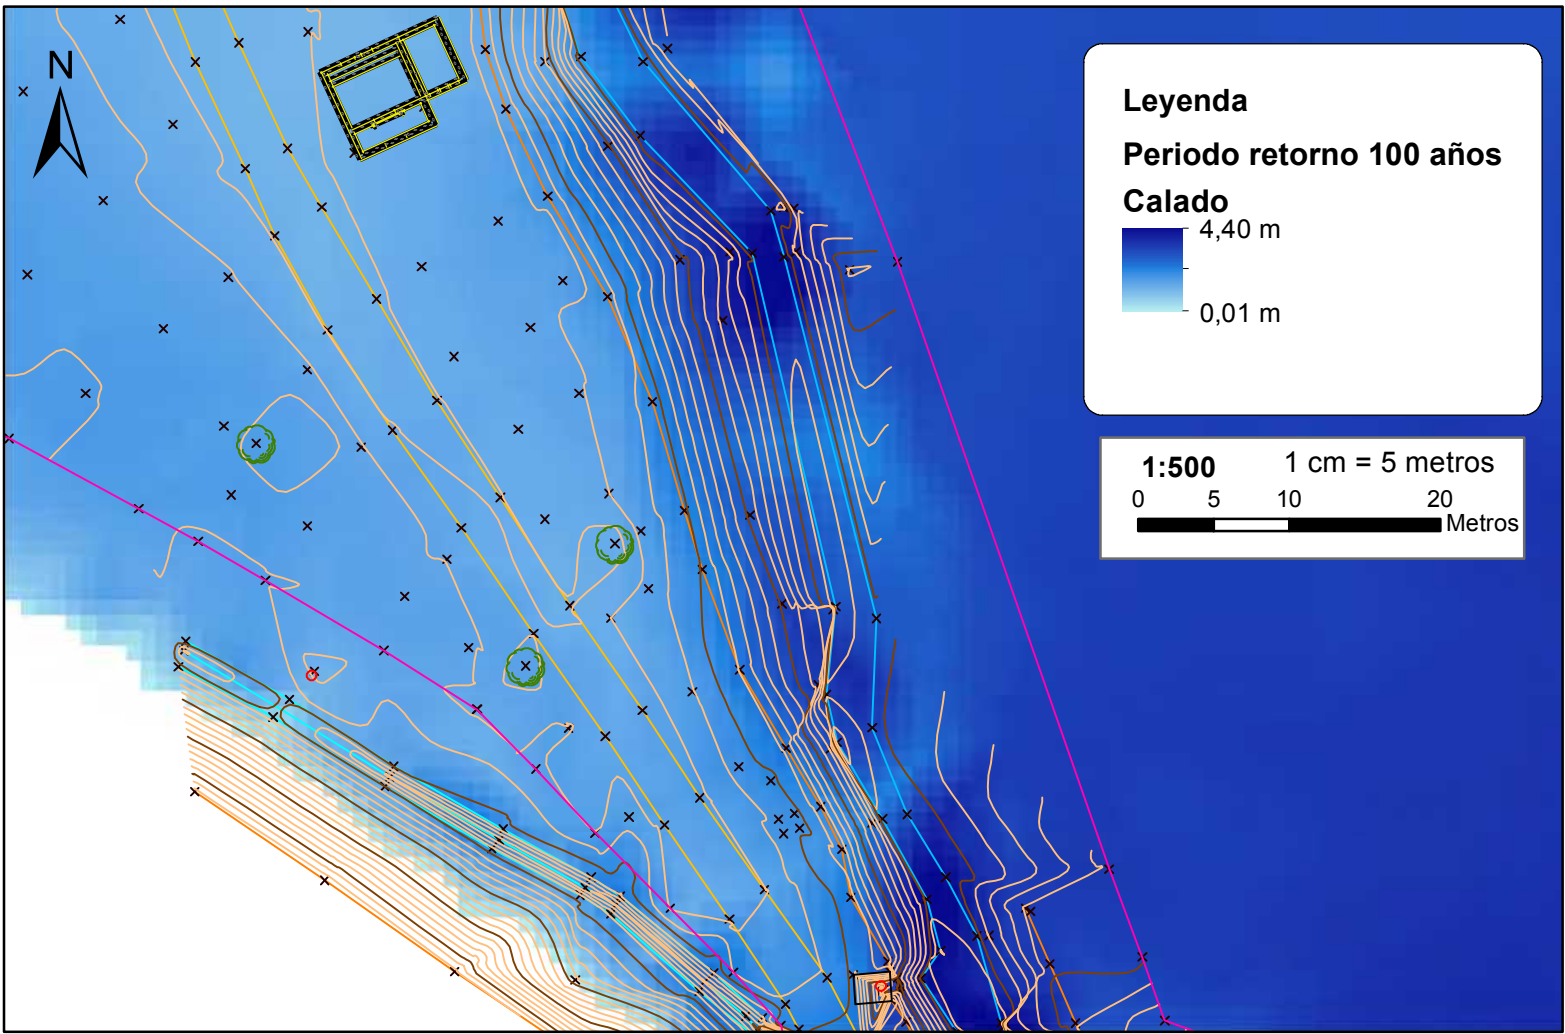 N
Leyenda
Periodo retorno 100 años
Calado
4,40 m
0,01 m
1:500 1 cm = 5 metros
0 5 10 20
Metros